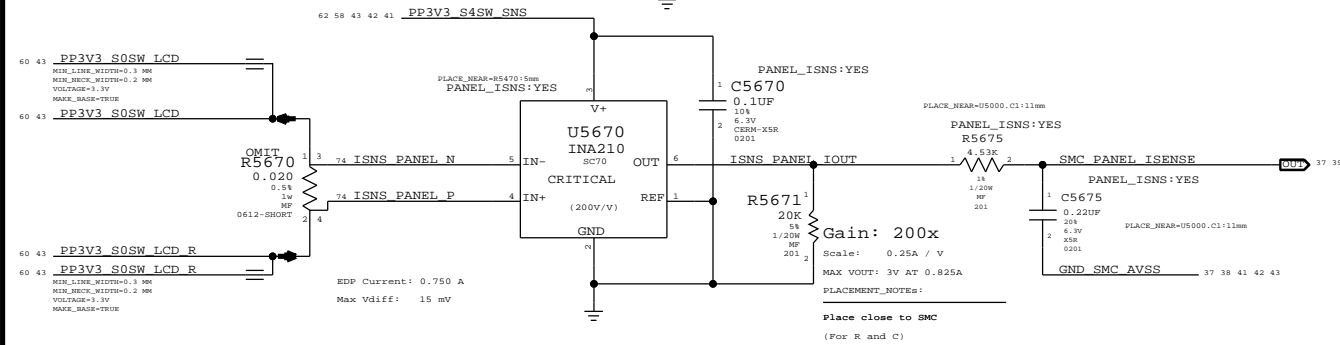 62 58 43 42 41 PP3V3_S4SW_SNS
60 43 PP3V3_S0SW_LCD
MIN_LINE_WIDTH=0.3 MM
MIN_NECK_WIDTH=0.2 MM
VOLTAGE=3.3V
MAKE_BASE=TRUE
60 43 PP3V3_S0SW_LCD
OMIT
R5670
0.020
0.5%
1W
MF
0612-SHORT
1 3
2 4
74 ISNS_PANEL_N
74 ISNS_PANEL_P
60 43 PP3V3_S0SW_LCD_R
60 43 PP3V3_S0SW_LCD_R
MIN_LINE_WIDTH=0.3 MM
MIN_NECK_WIDTH=0.2 MM
VOLTAGE=3.3V
MAKE_BASE=TRUE
EDP Current: 0.750 A
Max Vdiff: 15 mV
PLACE_NEAR=R5470:5mm
PANEL_ISNS:YES
3
V+
U5670
INA210
SC70
5 IN- OUT 6
CRITICAL
4 IN+ REF 1
(200V/V)
GND
2
PANEL_ISNS:YES
1 C5670
0.1UF
10%
2 6.3V
CERM-X5R
0201
ISNS_PANEL_IOUT
R5671 1
20K
5%
1/20W
MF
201 2
Gain: 200x
Scale: 0.25A / V
MAX VOUT: 3V AT 0.825A
PLACEMENT_NOTEs:
Place close to SMC
(For R and C)
PLACE_NEAR=U5000.C1:11mm
PANEL_ISNS:YES
R5675
4.53K
1 2
1%
1/20W
MF
201
SMC_PANEL_ISENSE
OUT 37 39
PANEL_ISNS:YES
1 C5675
0.22UF
20%
2 6.3V
X5R
0201
PLACE_NEAR=U5000.C1:11mm
GND_SMC_AVSS 37 38 41 42 43